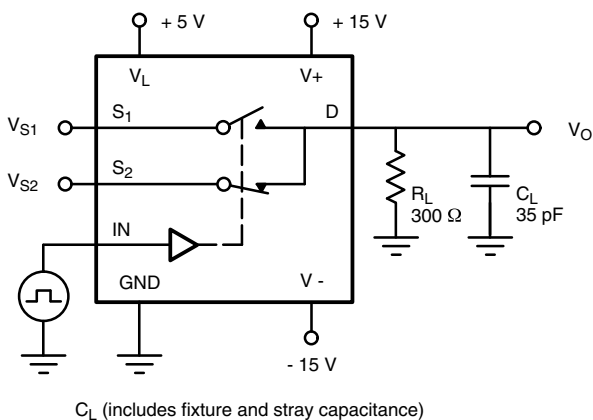 + 5 V
+ 15 V
V_L
V+
S_1
D
V_S1
V_O
S_2
V_S2
R_L
300 Ω
C_L
35 pF
IN
GND
V -
- 15 V
C_L (includes fixture and stray capacitance)